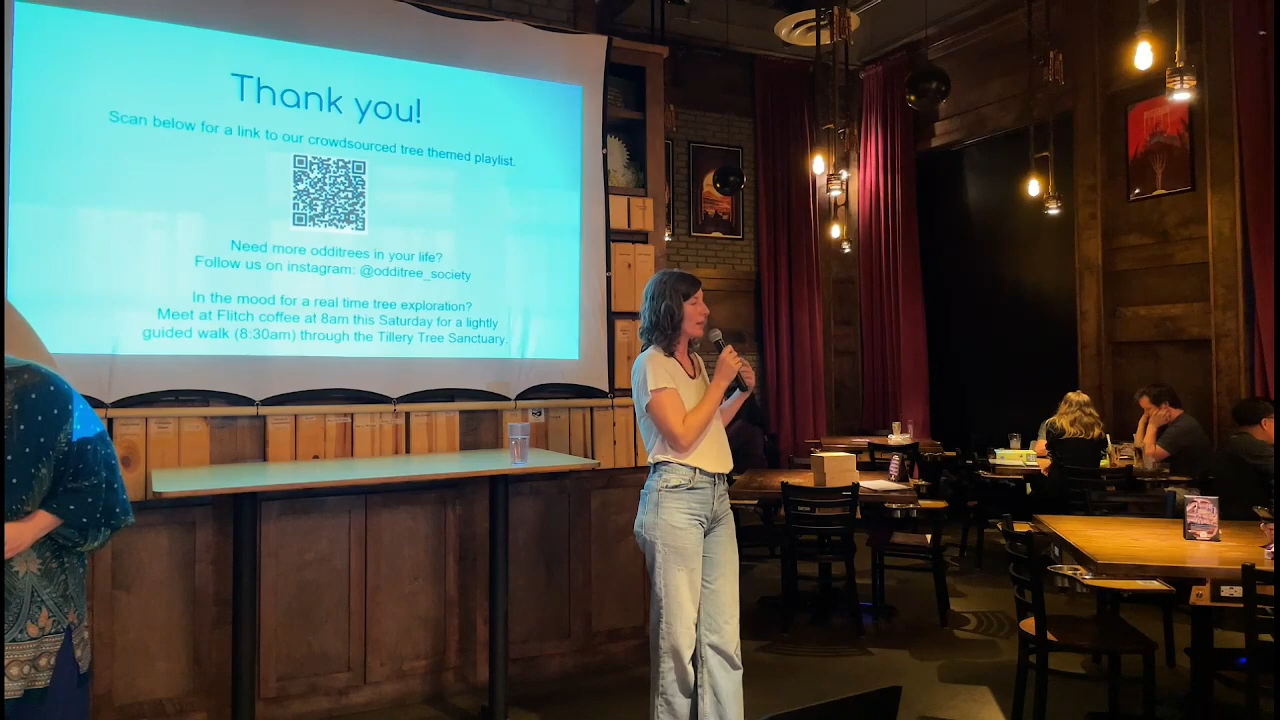 Thank you!
Scan below for a link to our crowdsourced tree themed playlist.
Need more odditrees in your life?
Follow us on instagram: @odditree_society
In the mood for a real time tree exploration?
Meet at Flitch coffee at 8am this Saturday for a lightly
guided walk (8:30am) through the Tillery Tree Sanctuary.